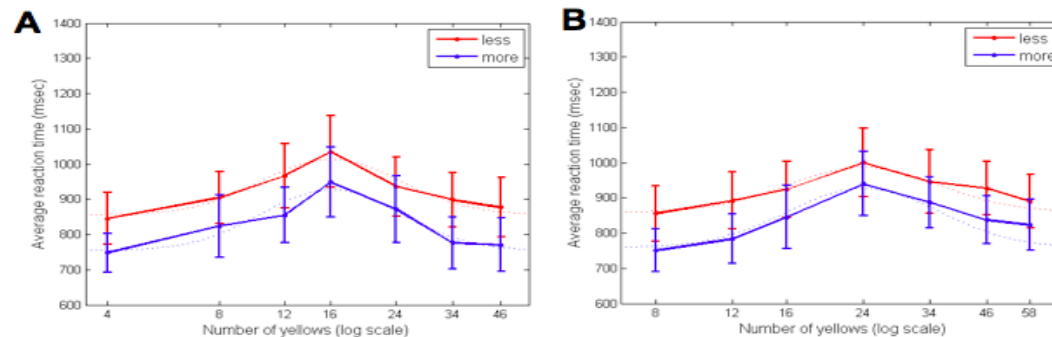 A
1400
1300
1200
1100
1000
900
800
700
600
Average reaction time (msec)
less
more
4 8 12 16 24 34 46
Number of yellows (log scale)
B
1400
1300
1200
1100
1000
900
800
700
600
Average reaction time (msec)
less
more
8 12 16 24 34 46 58
Number of yellows (log scale)